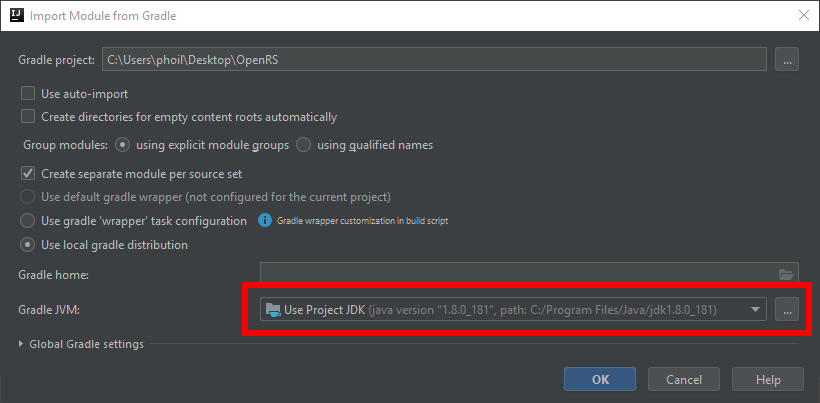 Import Module from Gradle
Gradle project: C:\Users\phoil\Desktop\OpenRS ...
Use auto-import
Create directories for empty content roots automatically
Group modules: using explicit module groups using qualified names
Create separate module per source set
Use default gradle wrapper (not configured for the current project)
Use gradle 'wrapper' task configuration Gradle wrapper customization in build script
Use local gradle distribution
Gradle home:
Gradle JVM: Use Project JDK (java version "1.8.0_181", path: C:/Program Files/Java/jdk1.8.0_181) ...
Global Gradle settings
OK Cancel Help